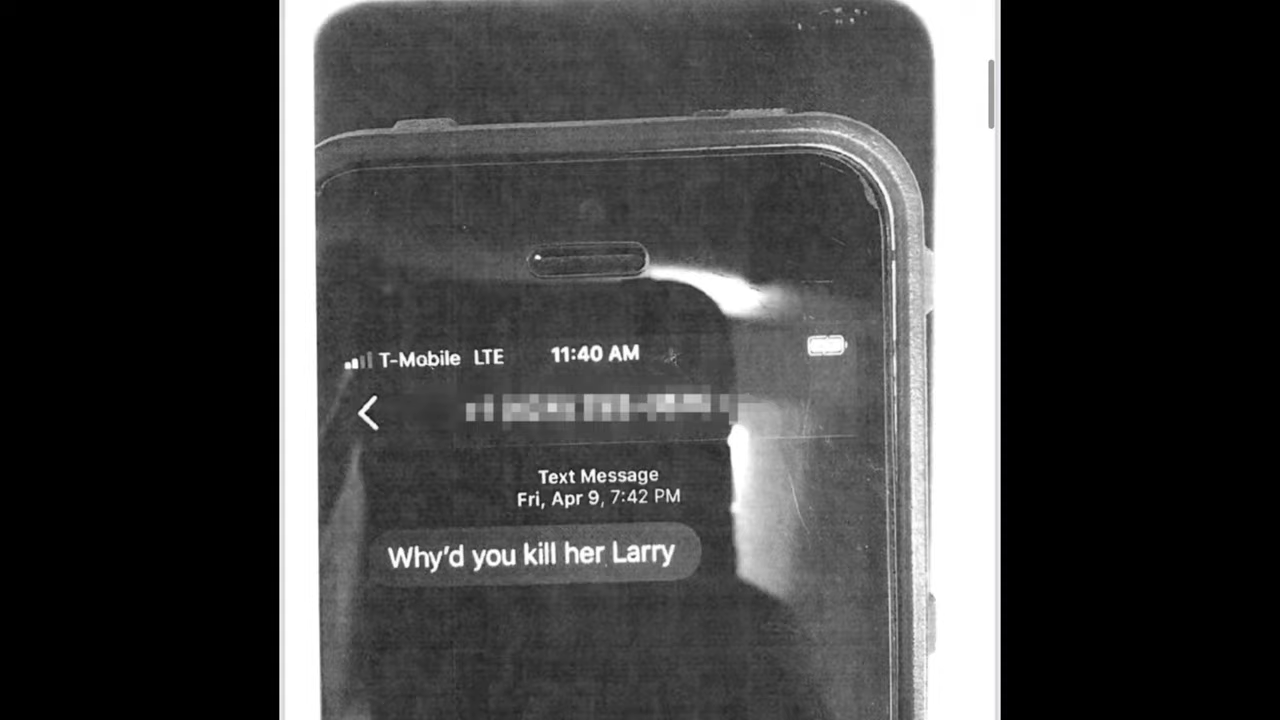 T-Mobile LTE 11:40 AM
Text Message
Fri, Apr 9, 7:42 PM
Why'd you kill her Larry